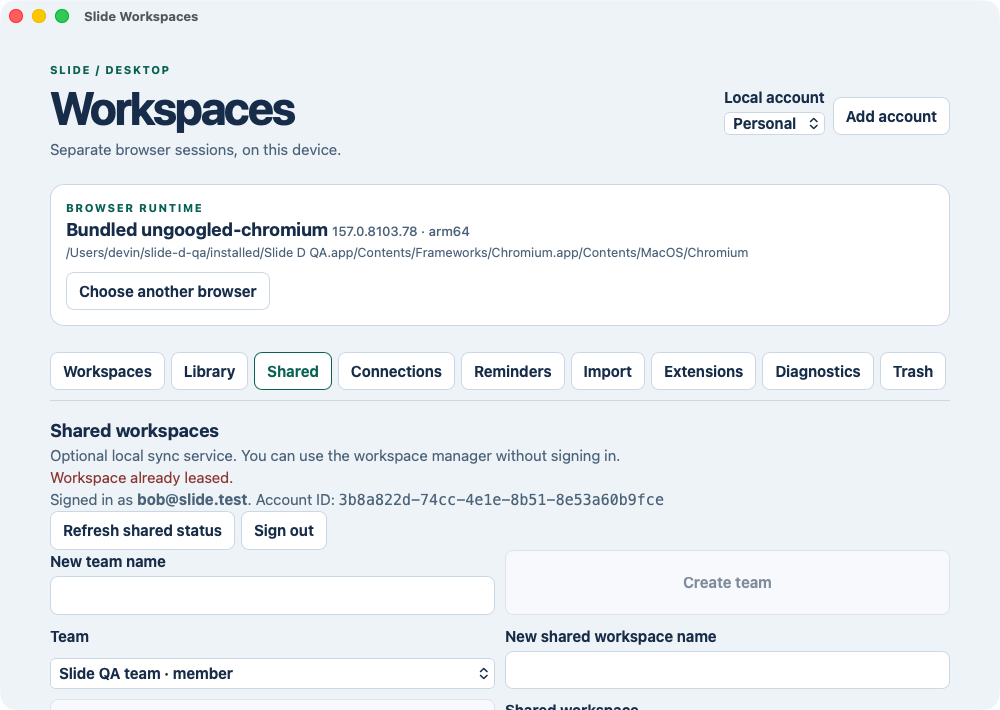 Slide Workspaces
SLIDE / DESKTOP
Workspaces
Separate browser sessions, on this device.
Local account
Personal
Add account
BROWSER RUNTIME
Bundled ungoogled-chromium 157.0.8103.78 · arm64
/Users/devin/slide-d-qa/installed/Slide D QA.app/Contents/Frameworks/Chromium.app/Contents/MacOS/Chromium
Choose another browser
Workspaces
Library
Shared
Connections
Reminders
Import
Extensions
Diagnostics
Trash
Shared workspaces
Optional local sync service. You can use the workspace manager without signing in.
Workspace already leased.
Signed in as bob@slide.test. Account ID: 3b8a822d-74cc-4e1e-8b51-8e53a60b9fce
Refresh shared status
Sign out
New team name
Create team
Team
Slide QA team · member
New shared workspace name
Shared workspace